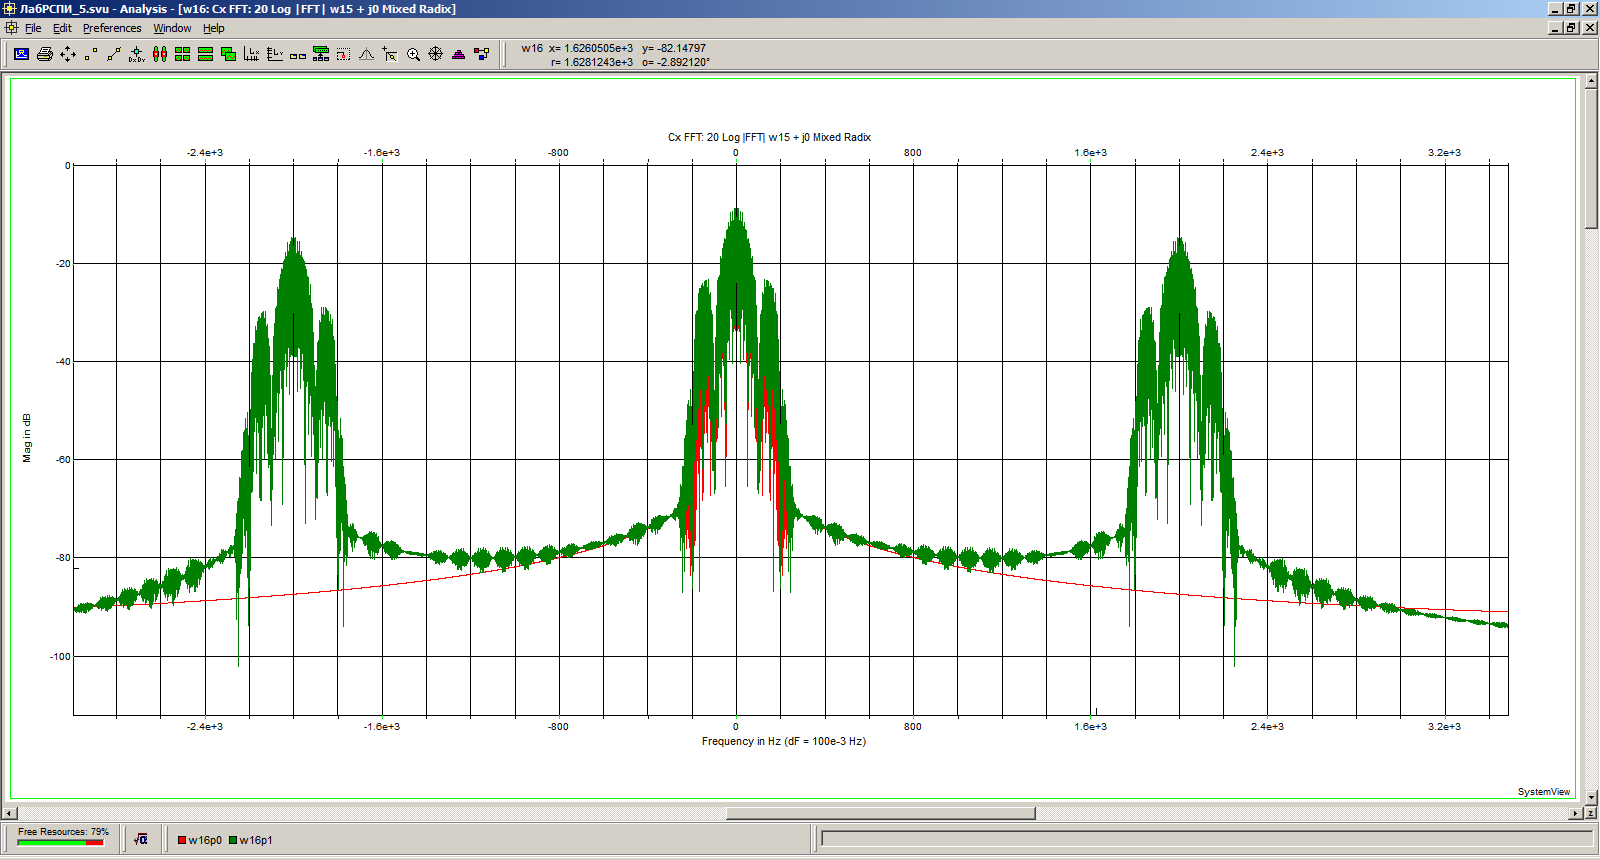 ЛабРСПИ_5.svu - Analysis - [w16: Cx FFT: 20 Log |FFT| w15 + j0 Mixed Radix]
File Edit Preferences Window Help
w16 x= 1.6260505e+3 y= -82.14797
r= 1.6281243e+3 o= -2.892120°
Cx FFT: 20 Log |FFT| w15 + j0 Mixed Radix
-2.4e+3 -1.6e+3 -800 0 800 1.6e+3 2.4e+3 3.2e+3
0
-20
-40
Mag in dB
-60
-80
-100
-2.4e+3 -1.6e+3 -800 0 800 1.6e+3 2.4e+3 3.2e+3
Frequency in Hz (dF = 100e-3 Hz)
SystemView
Free Resources: 79%
w16p0 w16p1